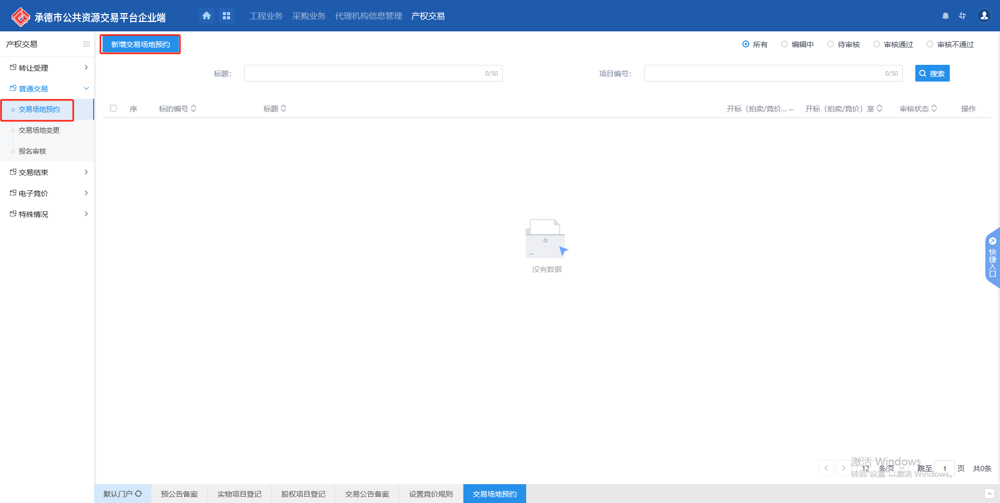 承德市公共资源交易平台企业端
工程业务 采购业务 代理机构信息管理 产权交易
产权交易
转让受理
普通交易
交易场地预约
交易场地变更
报名审核
交易结束
电子竞价
特殊情况
新增交易场地预约
所有 编辑中 待审核 审核通过 审核不通过
标题： 0/50 项目编号： 0/50 搜索
序 标的编号 标题 开标（拍卖/竞价... ... 开标（拍卖/竞价）室 审核状态 操作
没有数据
快捷入口
激活 Windows
12 条/页 跳至 1 页 共0条
转到"设置"以激活 Windows。
默认门户 预公告备案 实物项目登记 股权项目登记 交易公告备案 设置竞价规则 交易场地预约